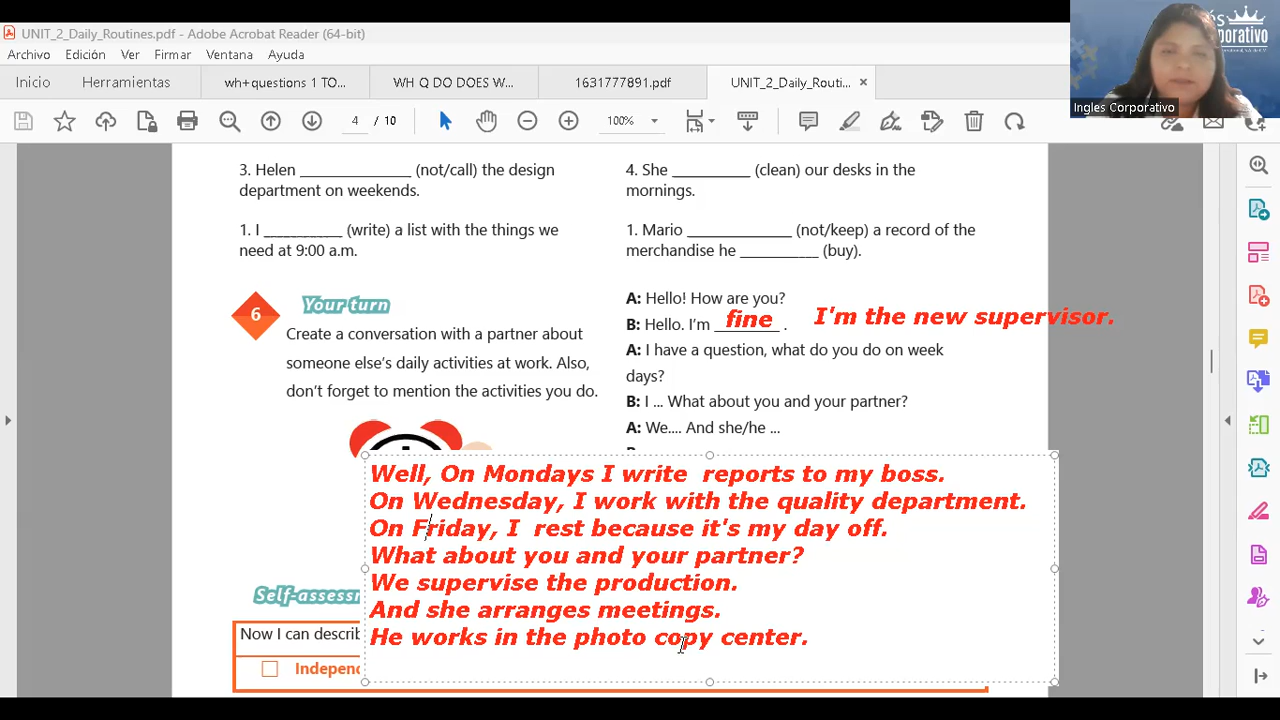 UNIT_2_Daily_Routines.pdf - Adobe Acrobat Reader (64-bit)
Archivo Edición Ver Firmar Ventana Ayuda
Inicio Herramientas wh+questions 1 TO... WH Q DO DOES W... 1631777891.pdf UNIT_2_Daily_Routi... ×
Ingles Corporativo
4 / 10 100%
3. Helen _______________ (not/call) the design
department on weekends.
4. She __________ (clean) our desks in the
mornings.
1. I __________ (write) a list with the things we
need at 9:00 a.m.
1. Mario ______________ (not/keep) a record of the
merchandise he __________ (buy).
6 Your turn
Create a conversation with a partner about
someone else's daily activities at work. Also,
don't forget to mention the activities you do.
A: Hello! How are you?
B: Hello. I'm fine . I'm the new supervisor.
A: I have a question, what do you do on week
days?
B: I ... What about you and your partner?
A: We.... And she/he ...
Well, On Mondays I write reports to my boss.
On Wednesday, I work with the quality department.
On Friday, I rest because it's my day off.
What about you and your partner?
We supervise the production.
And she arranges meetings.
He works in the photo copy center.
Self-assessm
Now I can describ
Indepen